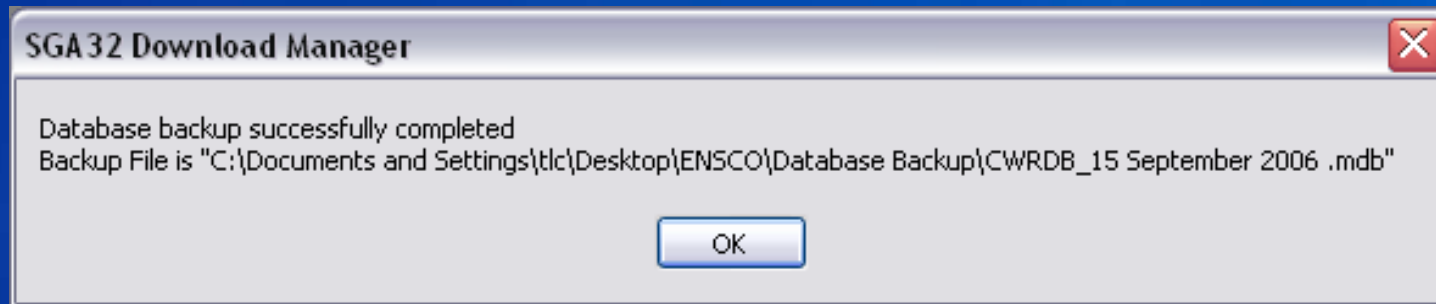 SGA32 Download Manager
Database backup successfully completed
Backup File is "C:\Documents and Settings\tlc\Desktop\ENSCO\Database Backup\CWRDB_15 September 2006 .mdb"
OK